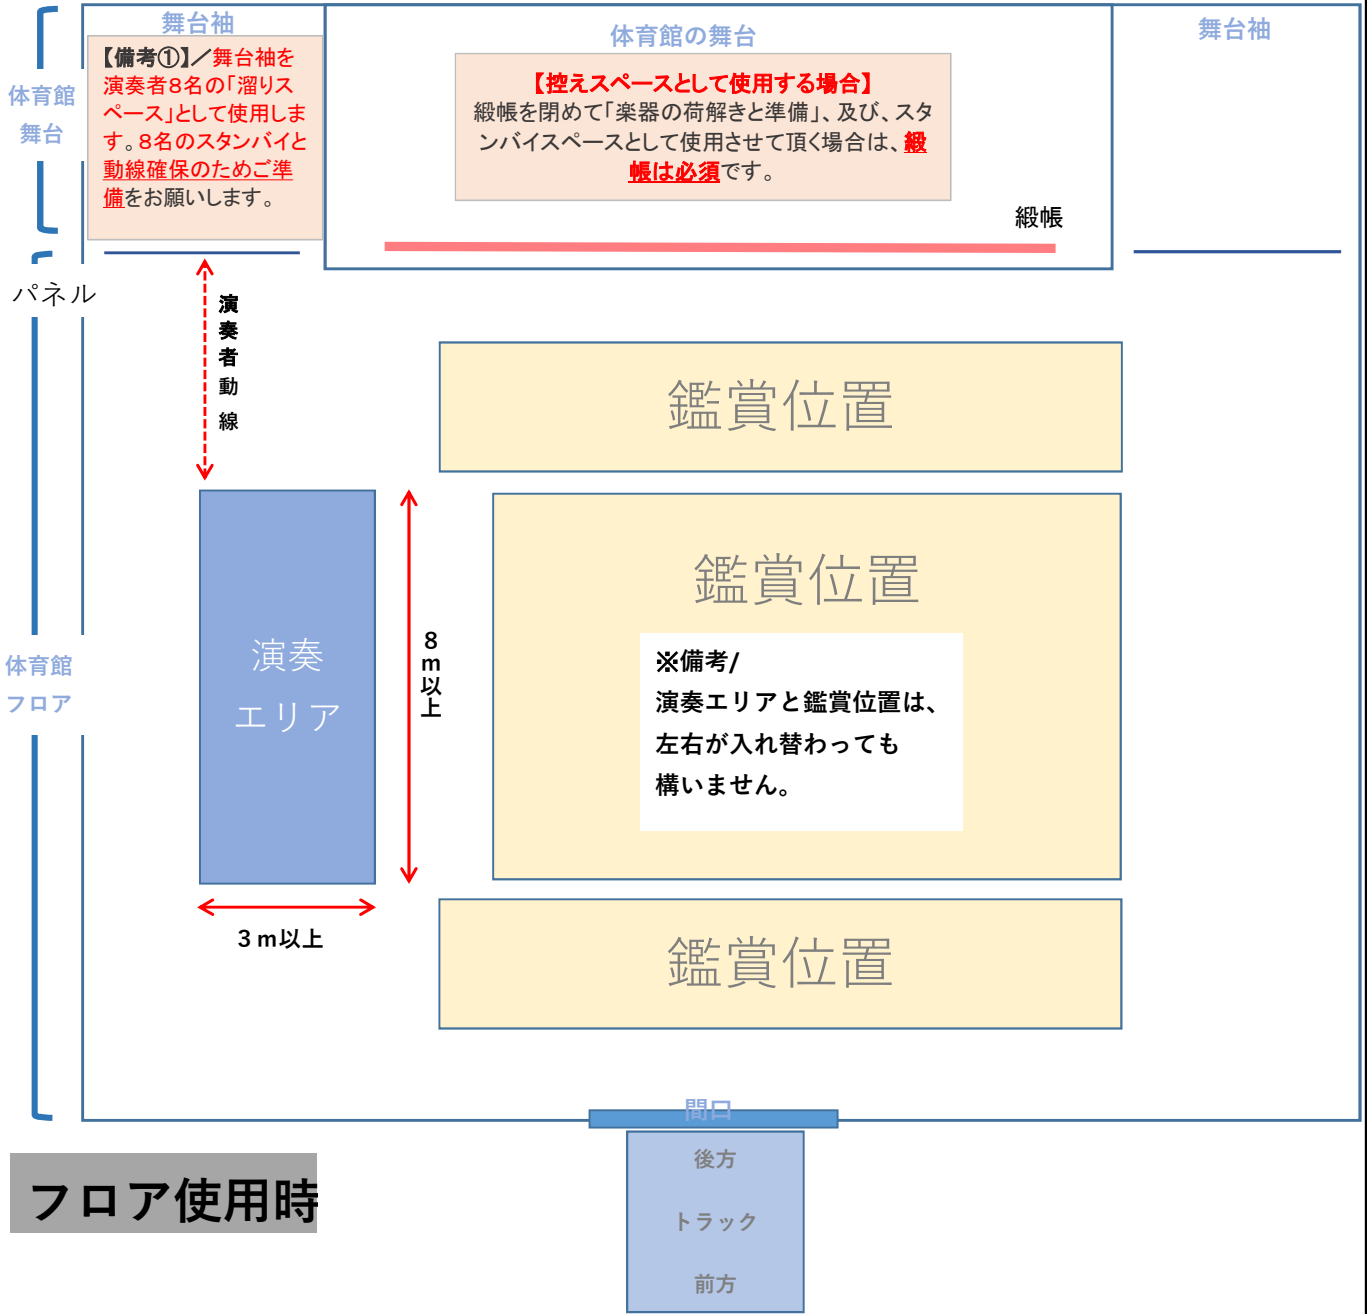 舞台袖
体育館の舞台
舞台袖
体育館
舞台
【備考①】／舞台袖を
演奏者８名の「溜りス
ペース」として使用しま
す。８名のスタンバイと
動線確保のためご準
備をお願いします。
【控えスペースとして使用する場合】
緞帳を閉めて「楽器の荷解きと準備」、及び、スタ
ンバイスペースとして使用させて頂く場合は、緞
帳は必須です。
緞帳
パネル
演奏者動線
鑑賞位置
鑑賞位置
※備考/
演奏エリアと鑑賞位置は、
左右が入れ替わっても
構いません。
演奏
エリア
８ｍ以上
３ｍ以上
体育館
フロア
鑑賞位置
間口
後方
トラック
前方
フロア使用時